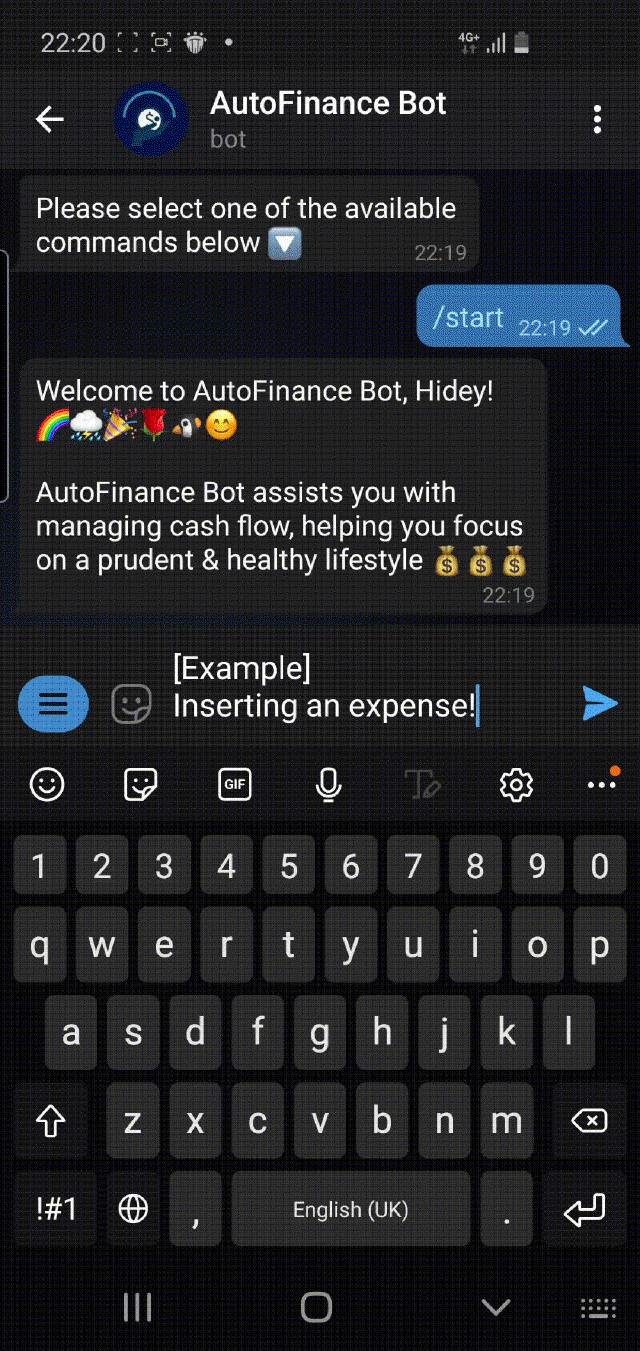 22:20 4G+
AutoFinance Bot
bot
Please select one of the available
commands below 🔽
22:19
/start 22:19
Welcome to AutoFinance Bot, Hidey!
🌈⛈️🎉🌹🐧😊
AutoFinance Bot assists you with
managing cash flow, helping you focus
on a prudent & healthy lifestyle 💰💰💰
22:19
[Example]
Inserting an expense!
GIF
1 2 3 4 5 6 7 8 9 0
q w e r t y u i o p
a s d f g h j k l
z x c v b n m
!#1 , English (UK) .